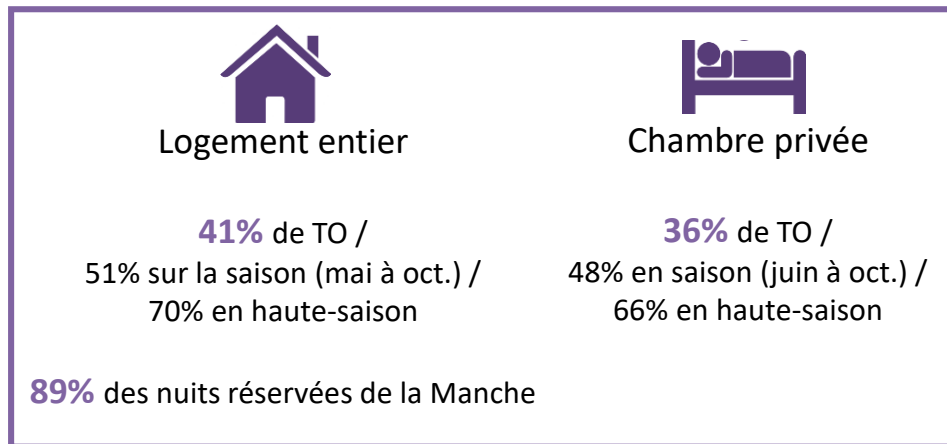 Logement entier
41% de TO /
51% sur la saison (mai à oct.) /
70% en haute-saison
Chambre privée
36% de TO /
48% en saison (juin à oct.) /
66% en haute-saison
89% des nuits réservées de la Manche